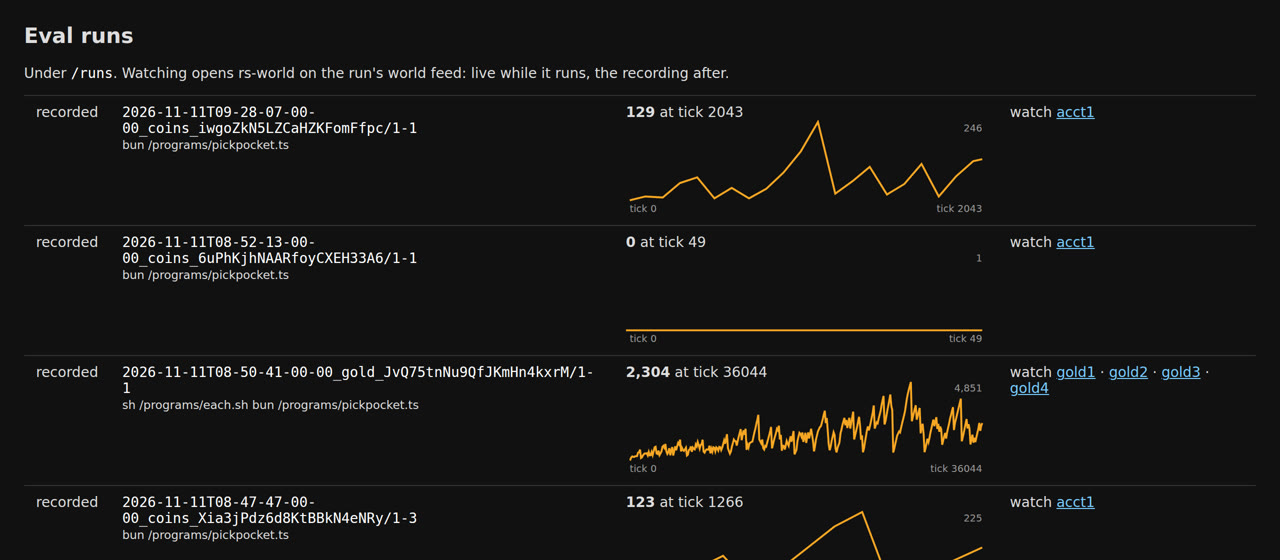 Eval runs
Under /runs. Watching opens rs-world on the run's world feed: live while it runs, the recording after.
recorded
2026-11-11T09-28-07-00-
00_coins_iwgoZkN5LZCaHZKFomFfpc/1-1
bun /programs/pickpocket.ts
129 at tick 2043
246
tick 0
tick 2043
watch acct1
recorded
2026-11-11T08-52-13-00-
00_coins_6uPhKjhNAARfoyCXEH33A6/1-1
bun /programs/pickpocket.ts
0 at tick 49
1
tick 0
tick 49
watch acct1
recorded
2026-11-11T08-50-41-00-00_gold_JvQ75tnNu9QfJKmHn4kxrM/1-
1
sh /programs/each.sh bun /programs/pickpocket.ts
2,304 at tick 36044
4,851
tick 0
tick 36044
watch gold1 · gold2 · gold3 ·
gold4
recorded
2026-11-11T08-47-47-00-
00_coins_Xia3jPdz6d8KtBBkN4eNRy/1-3
bun /programs/pickpocket.ts
123 at tick 1266
225
watch acct1